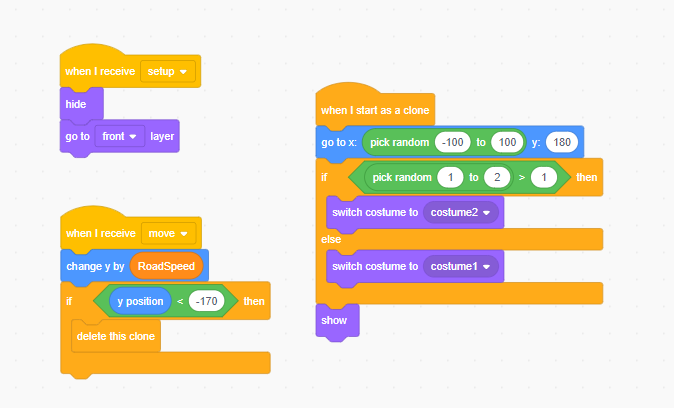 when I receive setup
hide
go to front layer
when I receive move
change y by RoadSpeed
if y position < -170 then
delete this clone
when I start as a clone
go to x: pick random -100 to 100 y: 180
if pick random 1 to 2 > 1 then
switch costume to costume2
else
switch costume to costume1
show